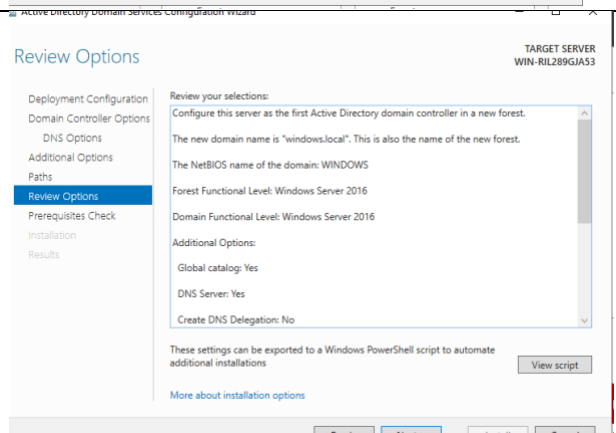 Active Directory Domain Services Configuration Wizard
Review Options
TARGET SERVER
WIN-RIL289GJA53
Deployment Configuration
Domain Controller Options
DNS Options
Additional Options
Paths
Review Options
Prerequisites Check
Installation
Results
Review your selections:
Configure this server as the first Active Directory domain controller in a new forest.
The new domain name is "windows.local". This is also the name of the new forest.
The NetBIOS name of the domain: WINDOWS
Forest Functional Level: Windows Server 2016
Domain Functional Level: Windows Server 2016
Additional Options:
Global catalog: Yes
DNS Server: Yes
Create DNS Delegation: No
These settings can be exported to a Windows PowerShell script to automate
additional installations
View script
More about installation options